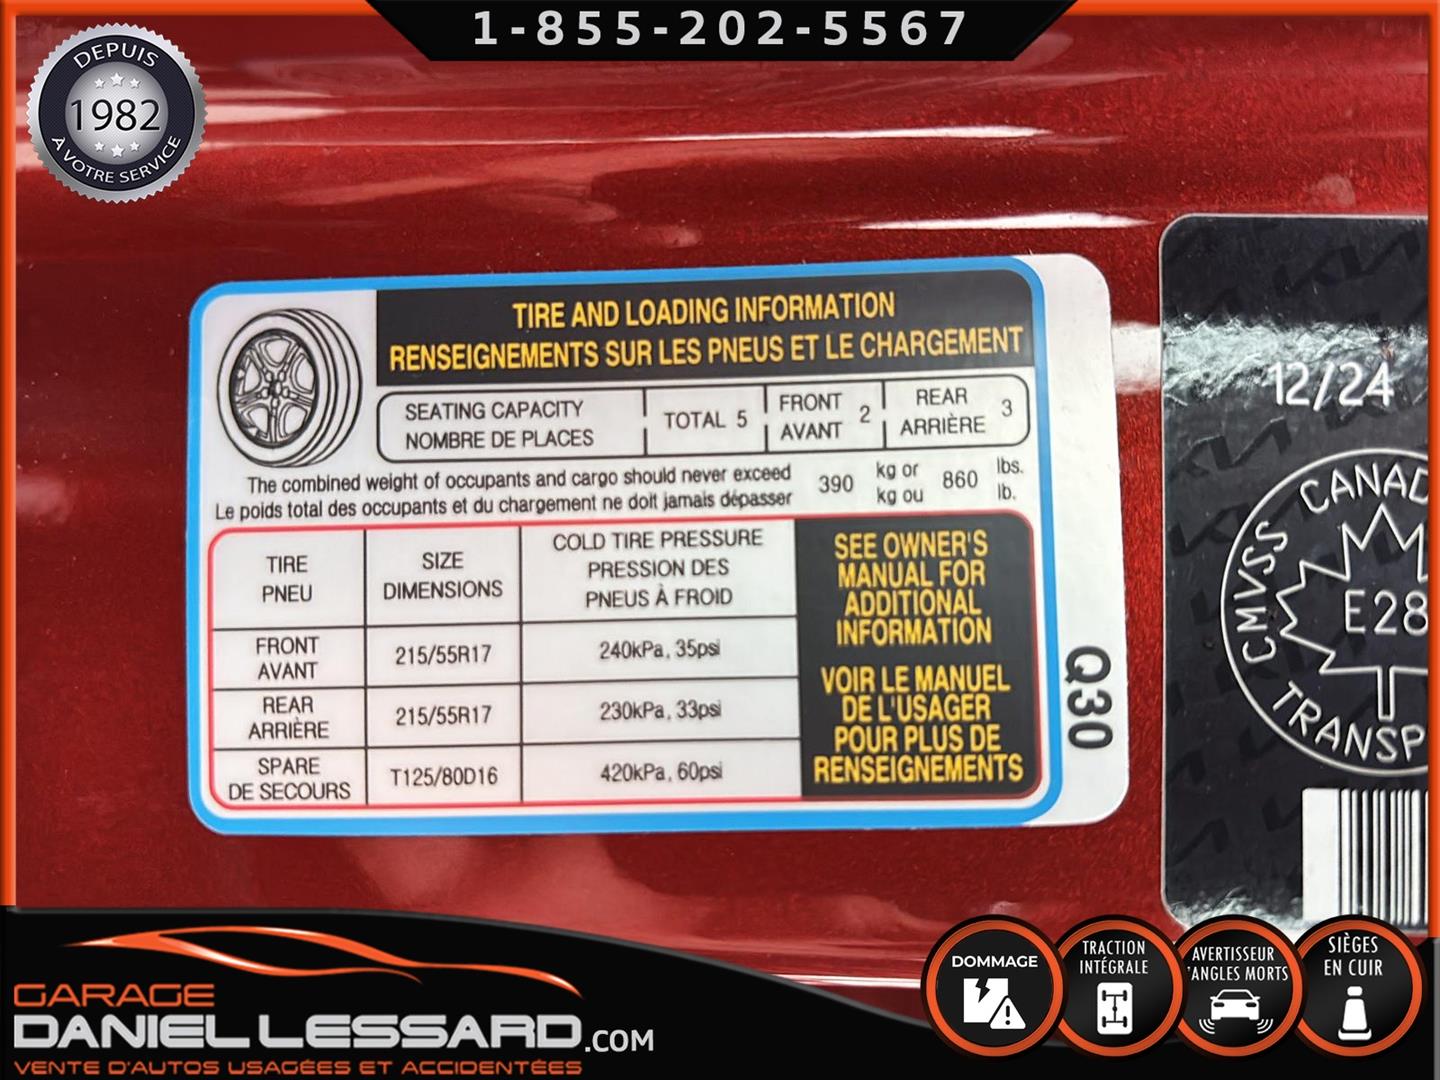 1-855-202-5567
DEPUIS
1982
A VOTRE SERVICE
TIRE AND LOADING INFORMATION
RENSEIGNEMENTS SUR LES PNEUS ET LE CHARGEMENT
SEATING CAPACITY
NOMBRE DE PLACES
TOTAL 5
FRONT
AVANT
2
REAR
ARRIÈRE
3
The combined weight of occupants and cargo should never exceed 390 kg or 860 lbs.
Le poids total des occupants et du chargement ne doit jamais dépasser kg ou lb.
TIRE
PNEU
SIZE
DIMENSIONS
COLD TIRE PRESSURE
PRESSION DES
PNEUS À FROID
FRONT
AVANT
215/55R17
240kPa, 35psi
REAR
ARRIÈRE
215/55R17
230kPa, 33psi
SPARE
DE SECOURS
T125/80D16
420kPa, 60psi
SEE OWNER'S
MANUAL FOR
ADDITIONAL
INFORMATION
VOIR LE MANUEL
DE L'USAGER
POUR PLUS DE
RENSEIGNEMENTS
Q30
12/24
CANAD
CMVSS
E28
TRANSP
GARAGE
DANIEL LESSARD.COM
VENTE D'AUTOS USAGÉES ET ACCIDENTÉES
DOMMAGE
TRACTION
INTÉGRALE
AVERTISSEUR
'ANGLES MORTS
SIÈGES
EN CUIR